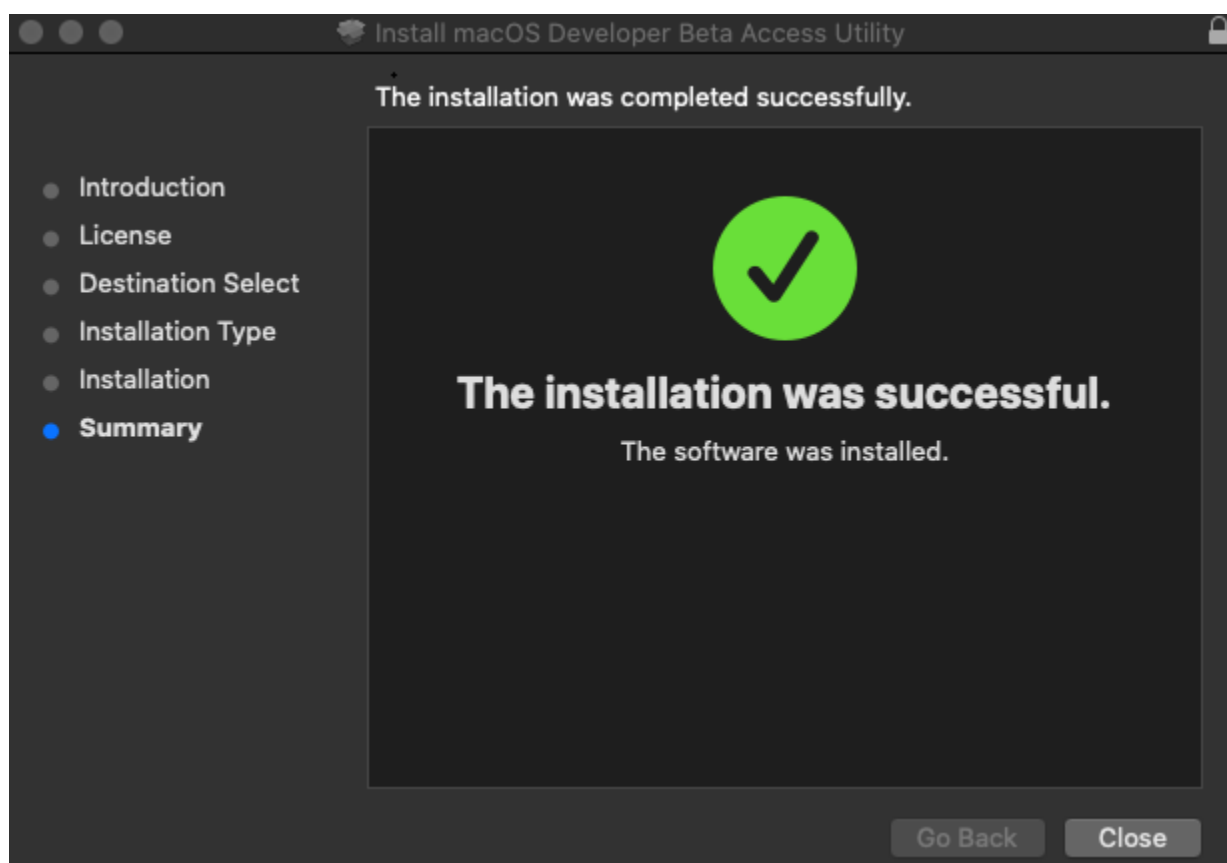 Install macOS Developer Beta Access Utility
The installation was completed successfully.
Introduction
License
Destination Select
Installation Type
Installation
Summary
The installation was successful.
The software was installed.
Go Back
Close